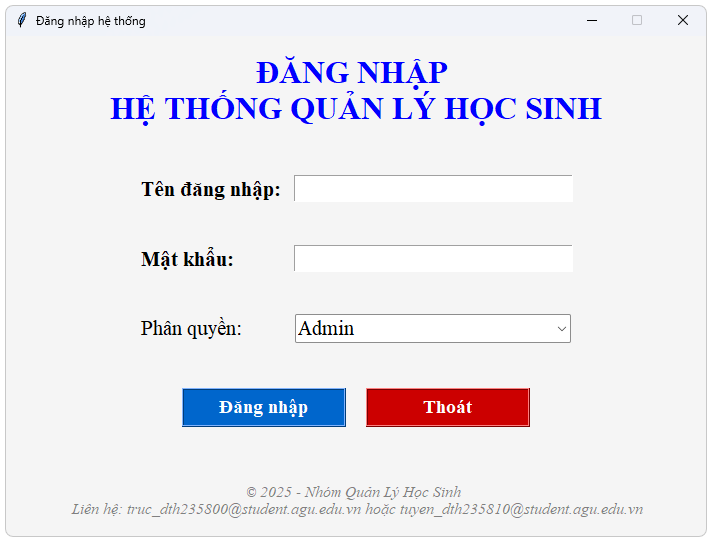 Đăng nhập hệ thống
ĐĂNG NHẬP
HỆ THỐNG QUẢN LÝ HỌC SINH
Tên đăng nhập:
Mật khẩu:
Phân quyền: Admin
Đăng nhập Thoát
© 2025 - Nhóm Quản Lý Học Sinh
Liên hệ: truc_dth235800@student.agu.edu.vn hoặc tuyen_dth235810@student.agu.edu.vn